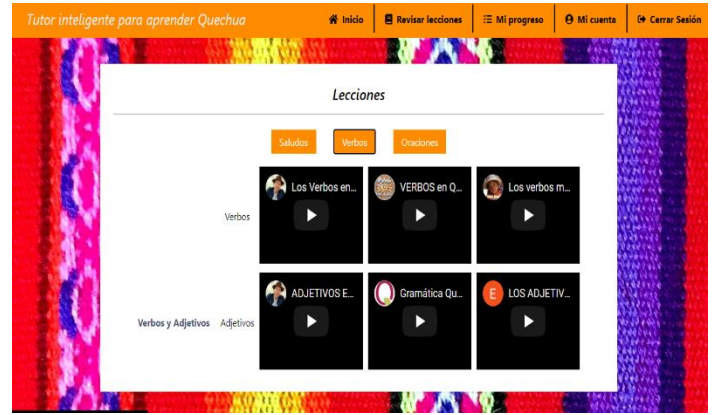 Tutor inteligente para aprender Quechua
Inicio
Revisar lecciones
Mi progreso
Mi cuenta
Cerrar Sesión
Lecciones
Saludos
Verbos
Oraciones
Los Verbos en...
VERBOS en Q...
Los verbos m...
Verbos
ADJETIVOS E...
Gramática Qu...
LOS ADJETIV...
E
Verbos y Adjetivos
Adjetivos